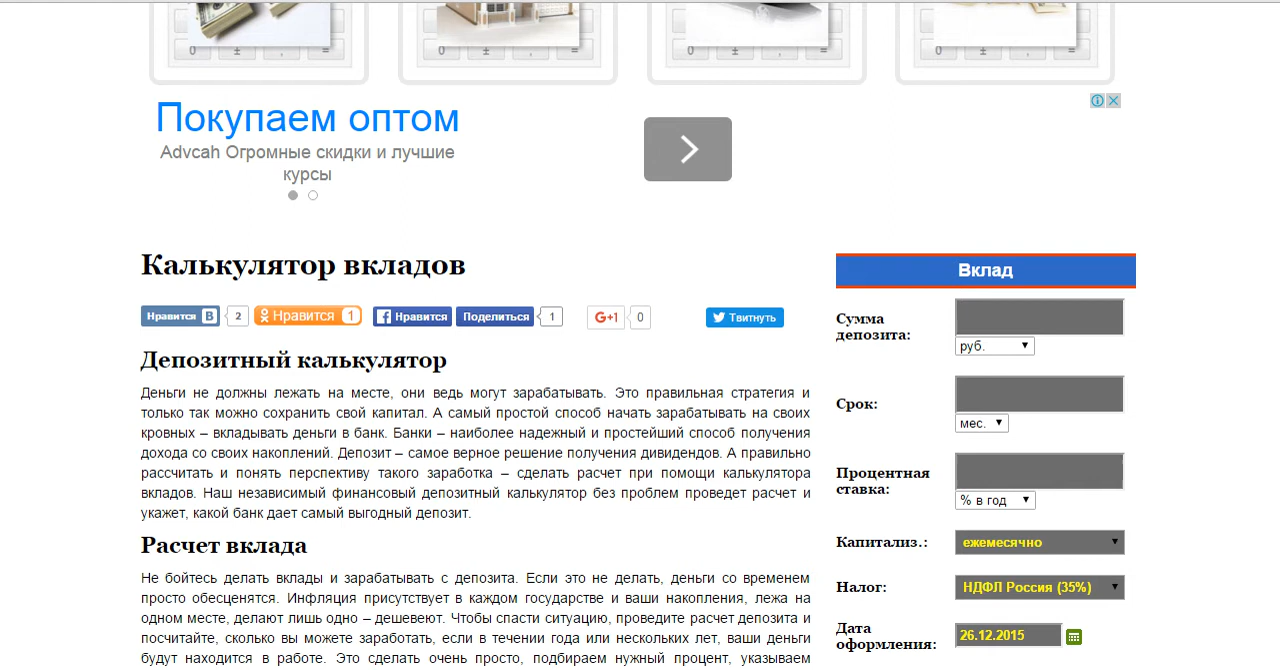 0 ± , =
0 ± , =
0 ± , =
0 ± , =
Покупаем оптом
Advcah Огромные скидки и лучшие
курсы
Калькулятор вкладов
Нравится В 2 Нравится 1 Нравится Поделиться 1 G+1 0 Твитнуть
Депозитный калькулятор
Деньги не должны лежать на месте, они ведь могут зарабатывать. Это правильная стратегия и
только так можно сохранить свой капитал. А самый простой способ начать зарабатывать на своих
кровных – вкладывать деньги в банк. Банки – наиболее надежный и простейший способ получения
дохода со своих накоплений. Депозит – самое верное решение получения дивидендов. А правильно
рассчитать и понять перспективу такого заработка – сделать расчет при помощи калькулятора
вкладов. Наш независимый финансовый депозитный калькулятор без проблем проведет расчет и
укажет, какой банк дает самый выгодный депозит.
Расчет вклада
Не бойтесь делать вклады и зарабатывать с депозита. Если это не делать, деньги со временем
просто обесценятся. Инфляция присутствует в каждом государстве и ваши накопления, лежа на
одном месте, делают лишь одно – дешевеют. Чтобы спасти ситуацию, проведите расчет депозита и
посчитайте, сколько вы можете заработать, если в течении года или нескольких лет, ваши деньги
будут находится в работе. Это сделать очень просто, подбираем нужный процент, указываем
Вклад
Сумма
депозита:
руб.
Срок:
мес.
Процентная
ставка:
% в год
Капитализ.: ежемесячно
Налог: НДФЛ Россия (35%)
Дата
оформления:
26.12.2015